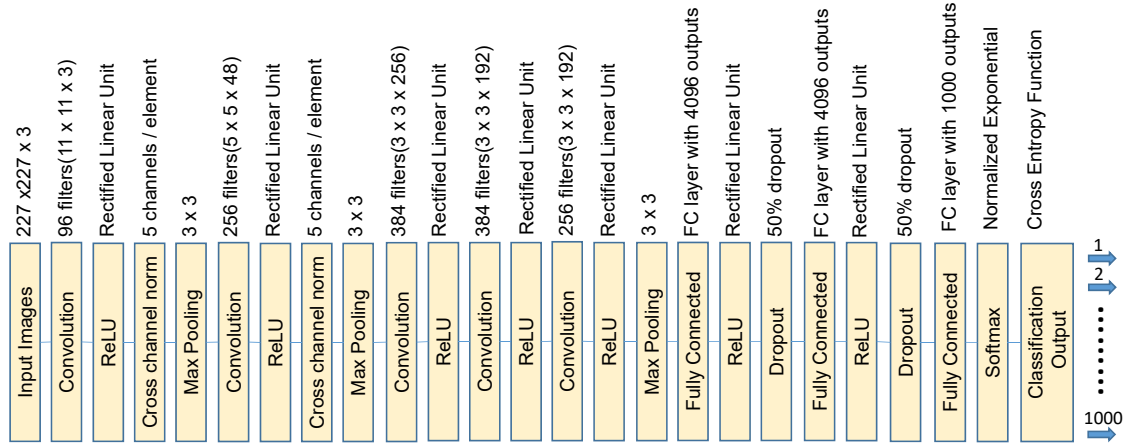 227 x227 x 3
96 filters(11 x 11 x 3)
Rectified Linear Unit
5 channels / element
3 x 3
256 filters(5 x 5 x 48)
Rectified Linear Unit
5 channels / element
3 x 3
384 filters(3 x 3 x 256)
Rectified Linear Unit
384 filters(3 x 3 x 192)
Rectified Linear Unit
256 filters(3 x 3 x 192)
Rectified Linear Unit
3 x 3
FC layer with 4096 outputs
Rectified Linear Unit
50% dropout
FC layer with 4096 outputs
Rectified Linear Unit
50% dropout
FC layer with 1000 outputs
Normalized Exponential
Cross Entropy Function
Input Images
Convolution
ReLU
Cross channel norm
Max Pooling
Convolution
ReLU
Cross channel norm
Max Pooling
Convolution
ReLU
Convolution
ReLU
Convolution
ReLU
Max Pooling
Fully Connected
ReLU
Dropout
Fully Connected
ReLU
Dropout
Fully Connected
Softmax
Classification
Output
1
2
1000